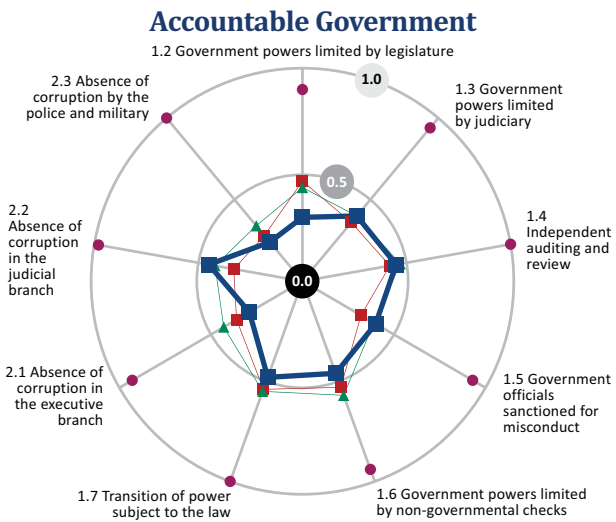 Accountable Government
1.2 Government powers limited by legislature
1.0
1.3 Government
powers limited
by judiciary
2.3 Absence of
corruption by the
police and military
0.5
1.4
Independent
auditing and
review
2.2
Absence of
corruption
in the
judicial
branch
0.0
2.1 Absence of
corruption in
the executive
branch
1.5 Government
officials
sanctioned for
misconduct
1.7 Transition of power
subject to the law
1.6 Government powers limited
by non-governmental checks